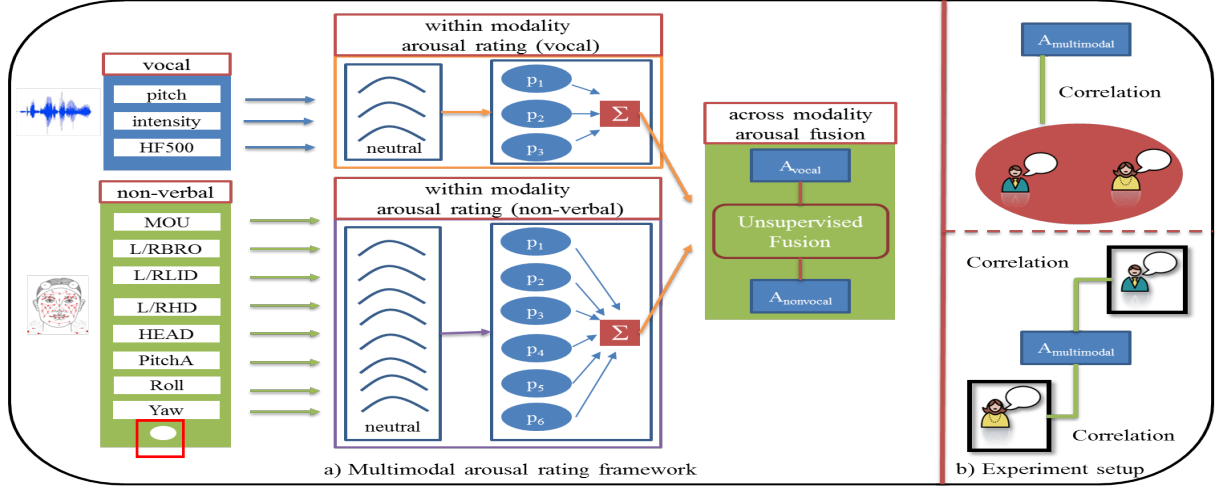 vocal
pitch
intensity
HF500
non-verbal
MOU
L/RBRO
L/RLID
L/RHD
HEAD
PitchA
Roll
Yaw
within modality
arousal rating (vocal)
neutral
p1
p2
p3
Σ
within modality
arousal rating (non-verbal)
neutral
p1
p2
p3
p4
p5
p6
Σ
across modality
arousal fusion
Avocal
Unsupervised
Fusion
Anonvocal
a) Multimodal arousal rating framework
Amultimodal
Correlation
Correlation
Amultimodal
Correlation
b) Experiment setup